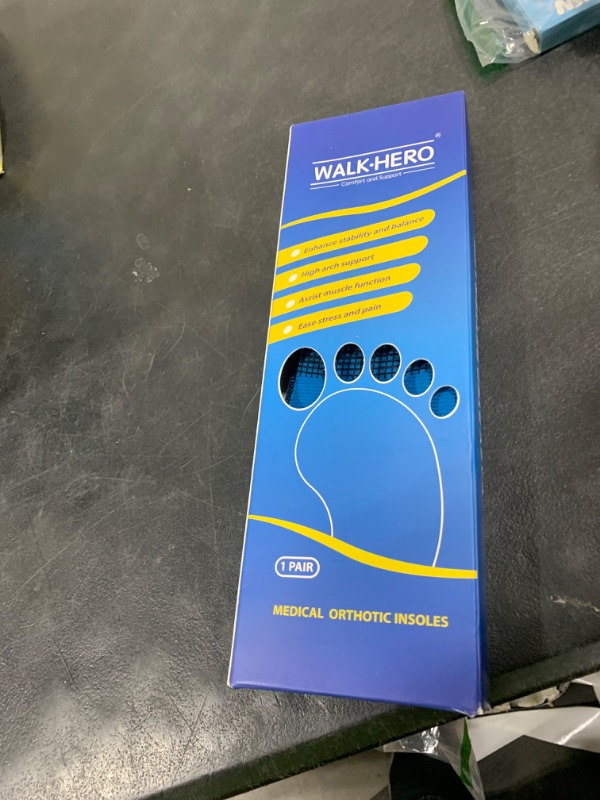 WALK·HERO®
Comfort and Support
Enhance stability and balance
High arch support
Assist muscle function
Ease stress and pain
1 PAIR
MEDICAL ORTHOTIC INSOLES